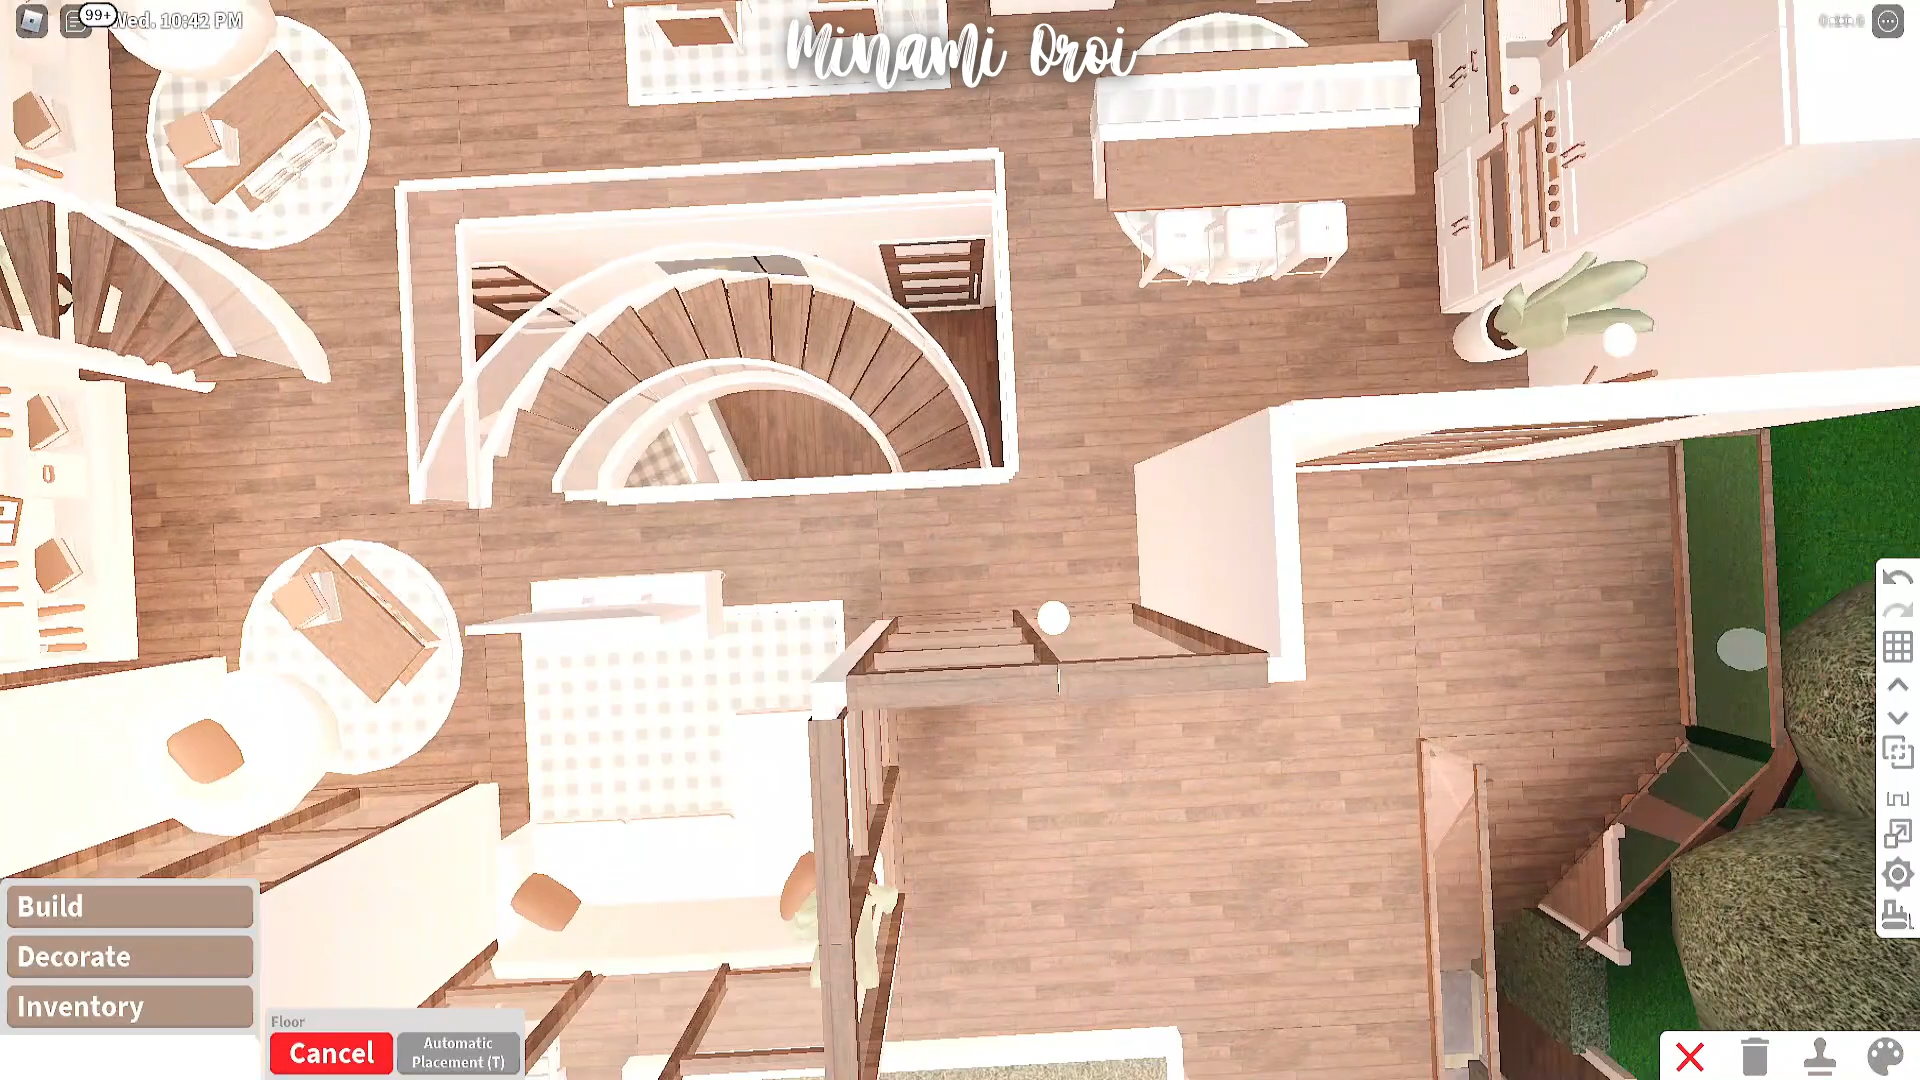 99+
Wed. 10:42 PM
Minami Oroi
Build
Decorate
Inventory
Floor
Cancel
Automatic
Placement (T)